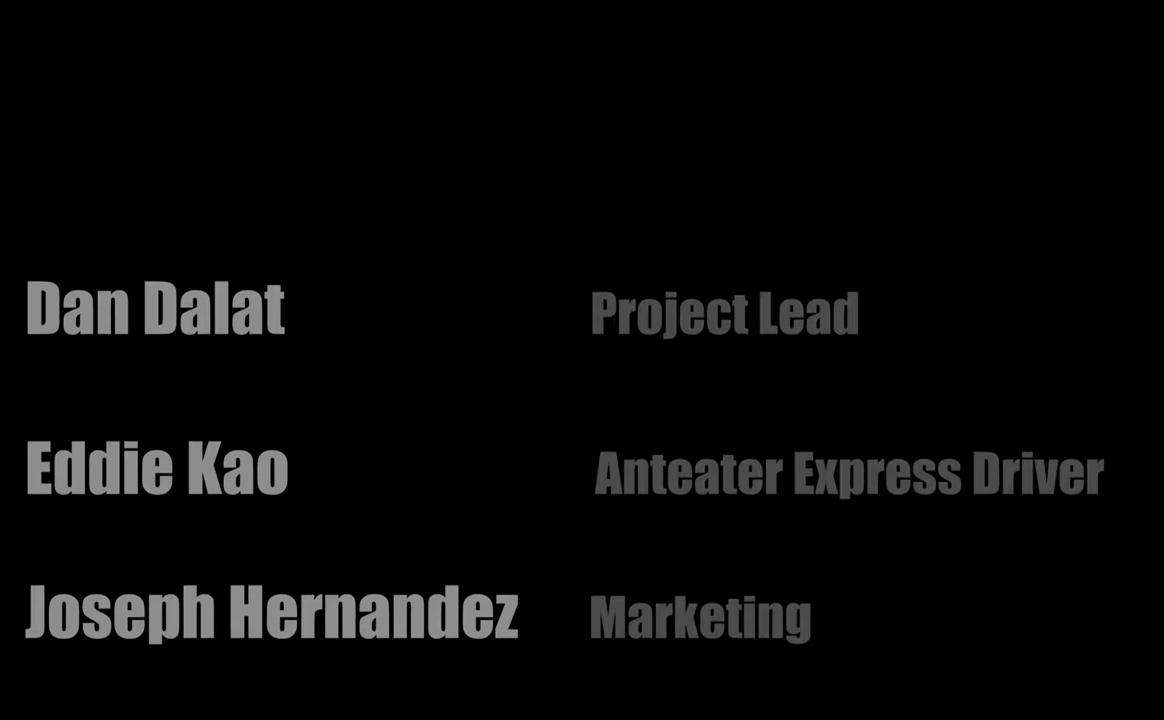 Dan Dalat Project Lead
Eddie Kao Anteater Express Driver
Joseph Hernandez Marketing